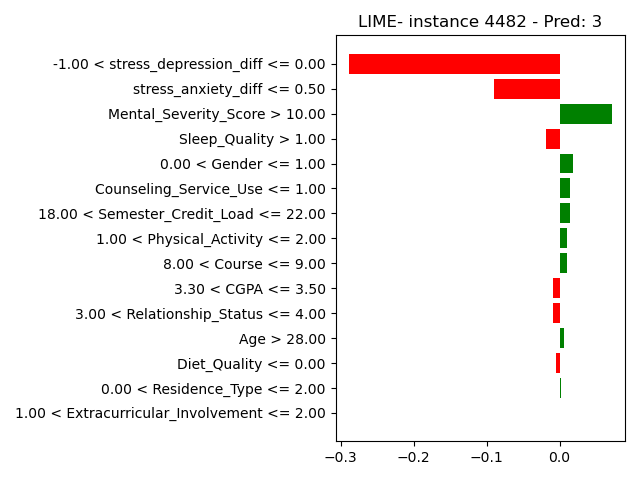 LIME- instance 4482 - Pred: 3
-1.00 < stress_depression_diff <= 0.00
stress_anxiety_diff <= 0.50
Mental_Severity_Score > 10.00
Sleep_Quality > 1.00
0.00 < Gender <= 1.00
Counseling_Service_Use <= 1.00
18.00 < Semester_Credit_Load <= 22.00
1.00 < Physical_Activity <= 2.00
8.00 < Course <= 9.00
3.30 < CGPA <= 3.50
3.00 < Relationship_Status <= 4.00
Age > 28.00
Diet_Quality <= 0.00
0.00 < Residence_Type <= 2.00
1.00 < Extracurricular_Involvement <= 2.00
−0.3 −0.2 −0.1 0.0